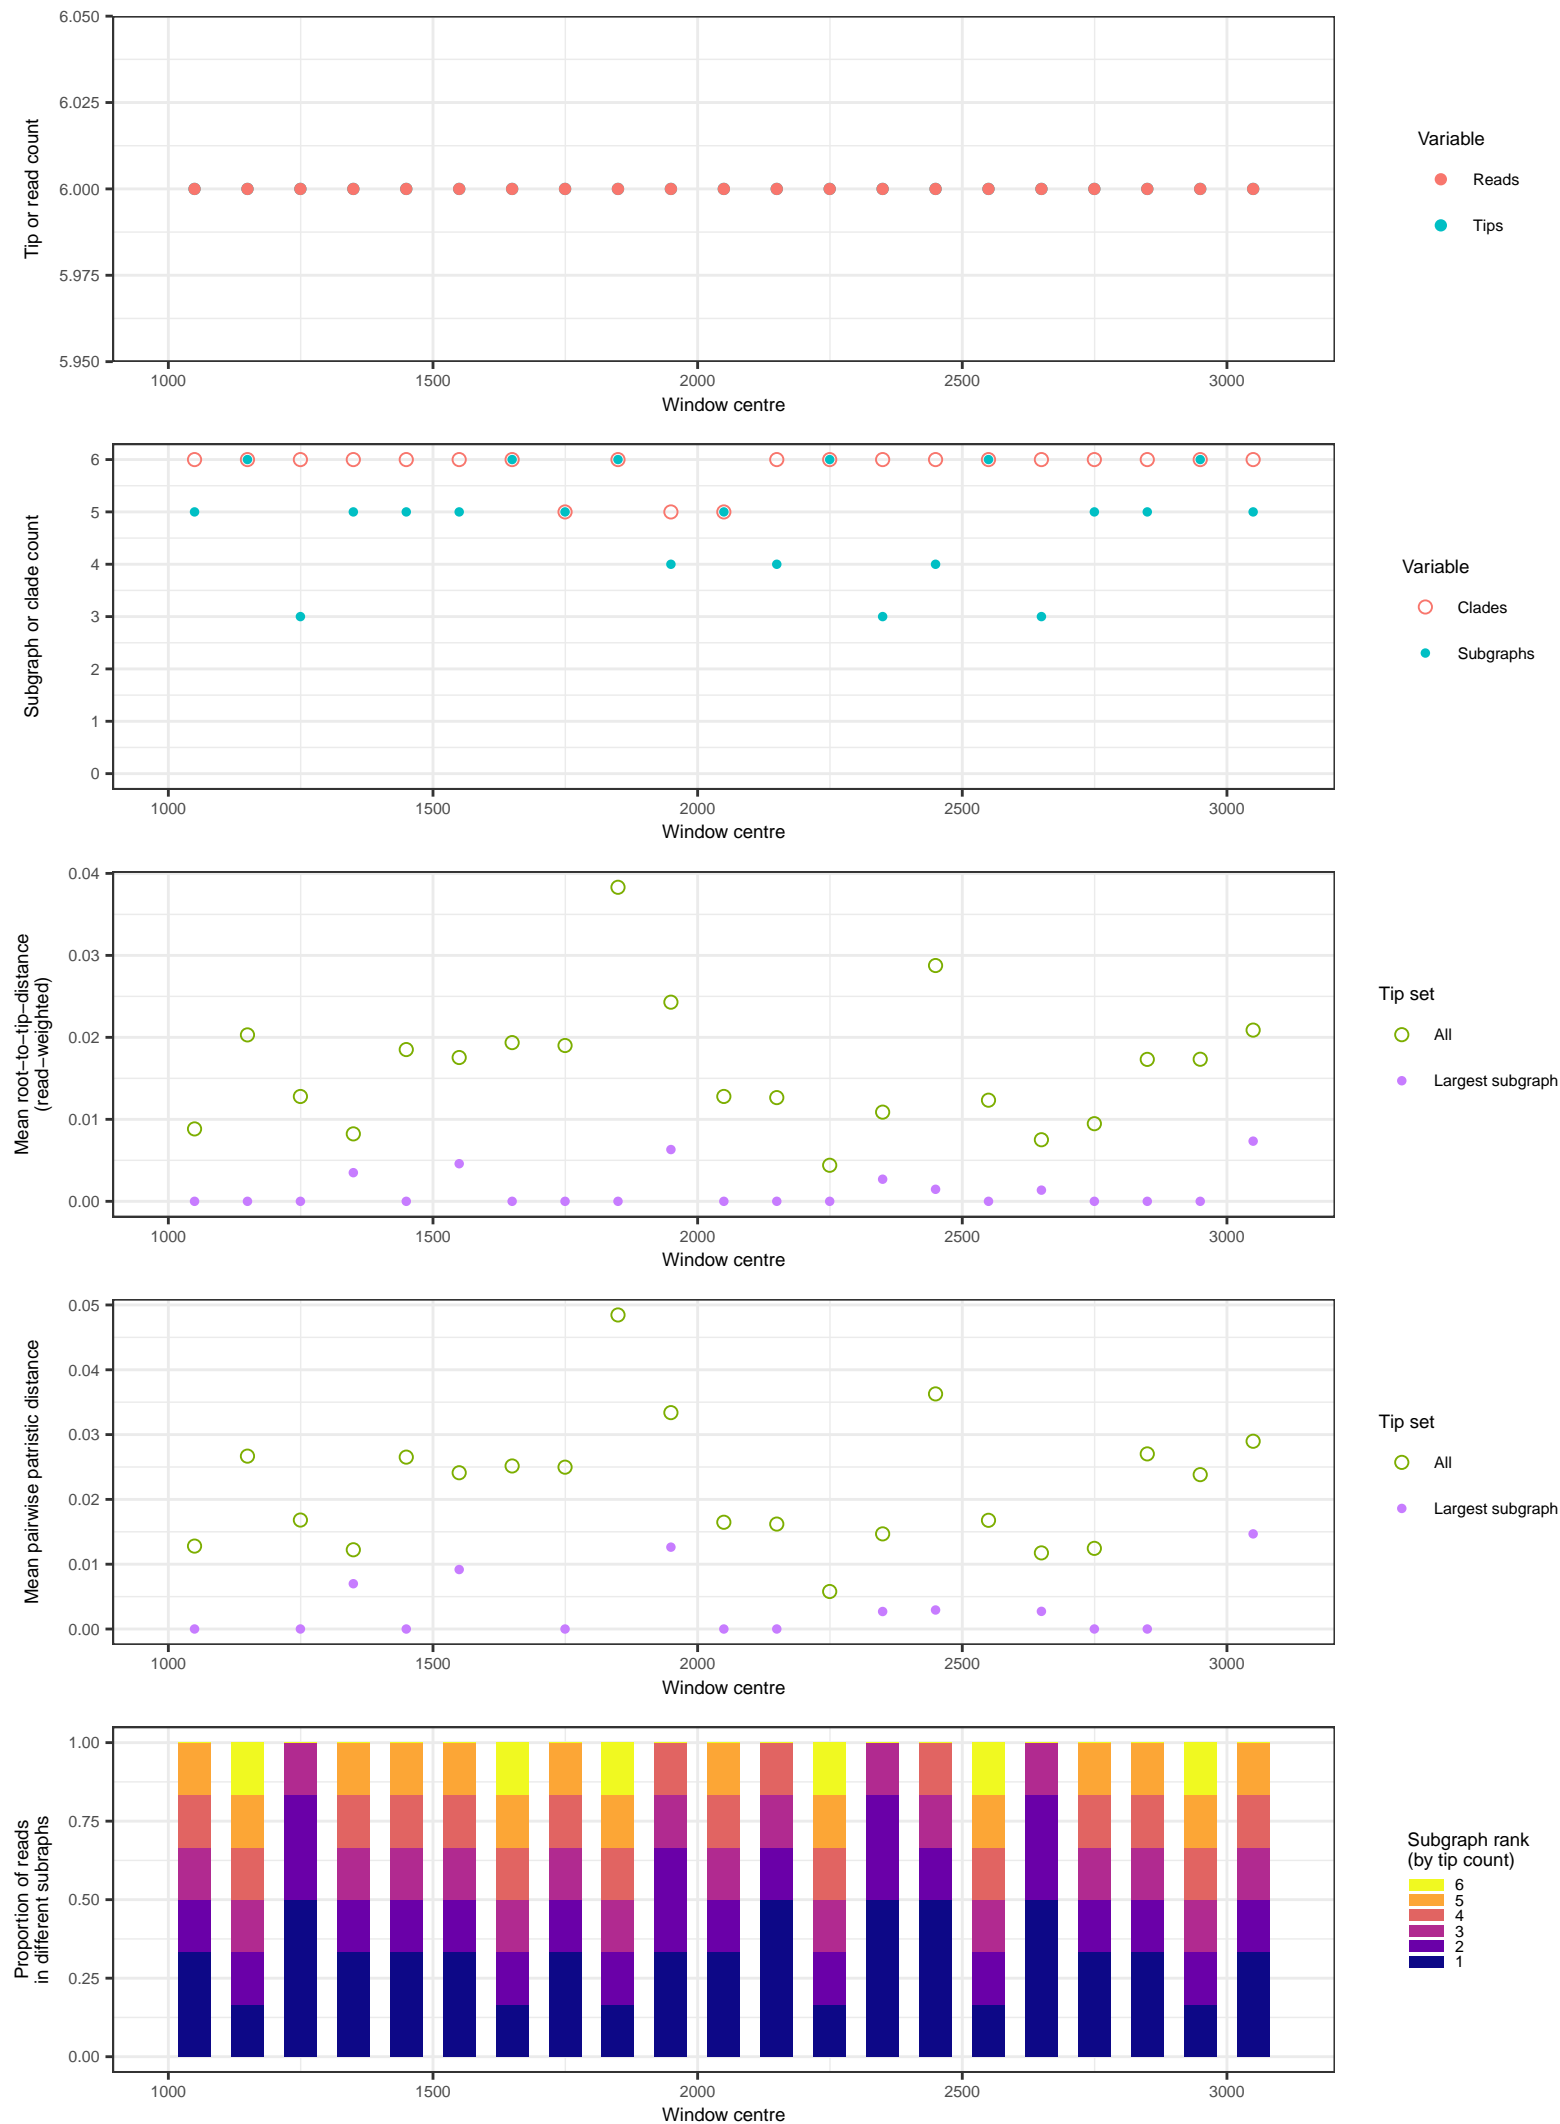 6.050
6.025
6.000
5.975
5.950
Tip or read count
1000 1500 2000 2500 3000
Window centre
Variable
Reads
Tips
6
5
4
3
2
1
0
Subgraph or clade count
1000 1500 2000 2500 3000
Window centre
Variable
Clades
Subgraphs
0.04
0.03
0.02
0.01
0.00
Mean root−to−tip−distance
(read−weighted)
1000 1500 2000 2500 3000
Window centre
Tip set
All
Largest subgraph
0.05
0.04
0.03
0.02
0.01
0.00
Mean pairwise patristic distance
1000 1500 2000 2500 3000
Window centre
Tip set
All
Largest subgraph
1.00
0.75
0.50
0.25
0.00
Proportion of reads
in different subraphs
1000 1500 2000 2500 3000
Window centre
Subgraph rank
(by tip count)
6
5
4
3
2
1